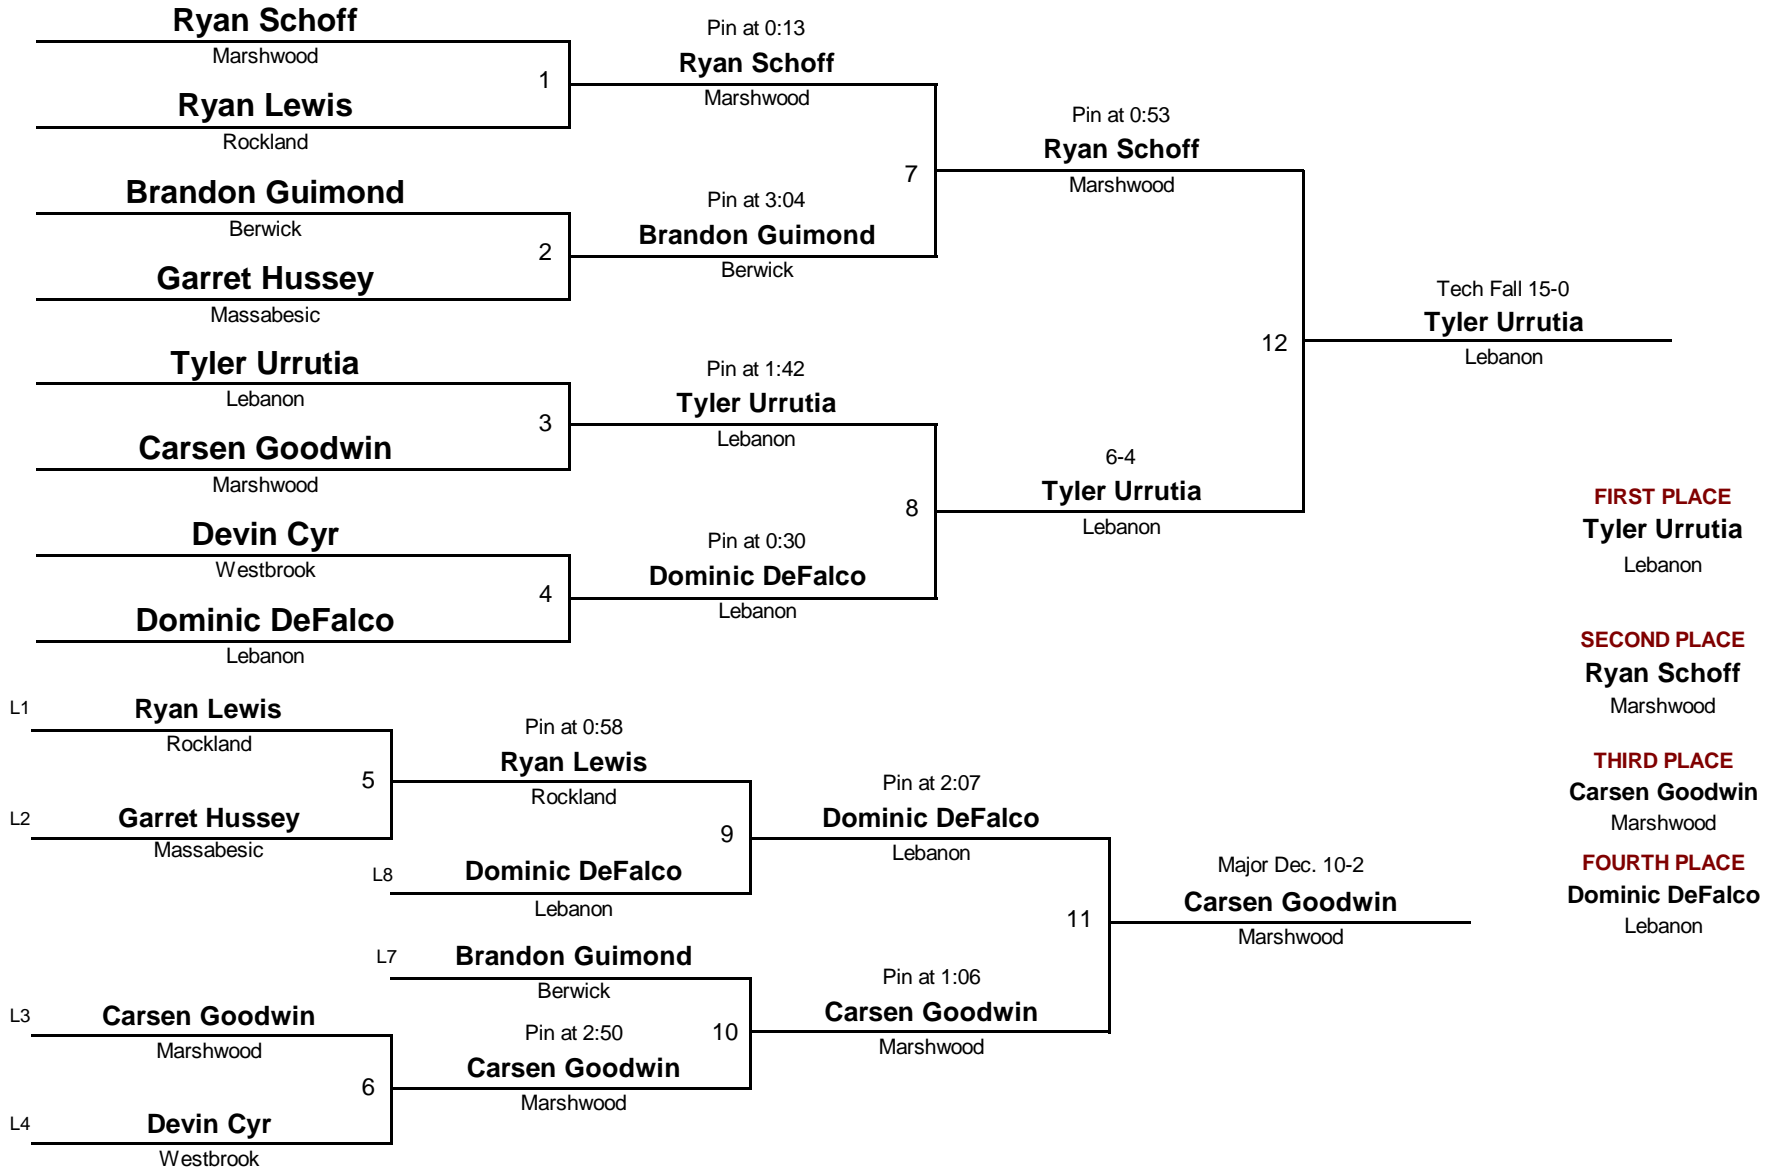 Ryan Schoff
Marshwood
1
Ryan Lewis
Rockland
Brandon Guimond
Berwick
2
Garret Hussey
Massabesic
Tyler Urrutia
Lebanon
3
Carsen Goodwin
Marshwood
Devin Cyr
Westbrook
4
Dominic DeFalco
Lebanon
Pin at 0:13
Ryan Schoff
Marshwood
7
Pin at 3:04
Brandon Guimond
Berwick
Pin at 1:42
Tyler Urrutia
Lebanon
8
Pin at 0:30
Dominic DeFalco
Lebanon
Pin at 0:53
Ryan Schoff
Marshwood
12
6-4
Tyler Urrutia
Lebanon
Tech Fall 15-0
Tyler Urrutia
Lebanon
FIRST PLACE
Tyler Urrutia
Lebanon
SECOND PLACE
Ryan Schoff
Marshwood
THIRD PLACE
Carsen Goodwin
Marshwood
FOURTH PLACE
Dominic DeFalco
Lebanon
L1
Ryan Lewis
Rockland
5
L2
Garret Hussey
Massabesic
Pin at 0:58
Ryan Lewis
Rockland
9
L8
Dominic DeFalco
Lebanon
L7
Brandon Guimond
Berwick
10
L3
Carsen Goodwin
Marshwood
6
L4
Devin Cyr
Westbrook
Pin at 2:50
Carsen Goodwin
Marshwood
Pin at 2:07
Dominic DeFalco
Lebanon
11
Pin at 1:06
Carsen Goodwin
Marshwood
Major Dec. 10-2
Carsen Goodwin
Marshwood